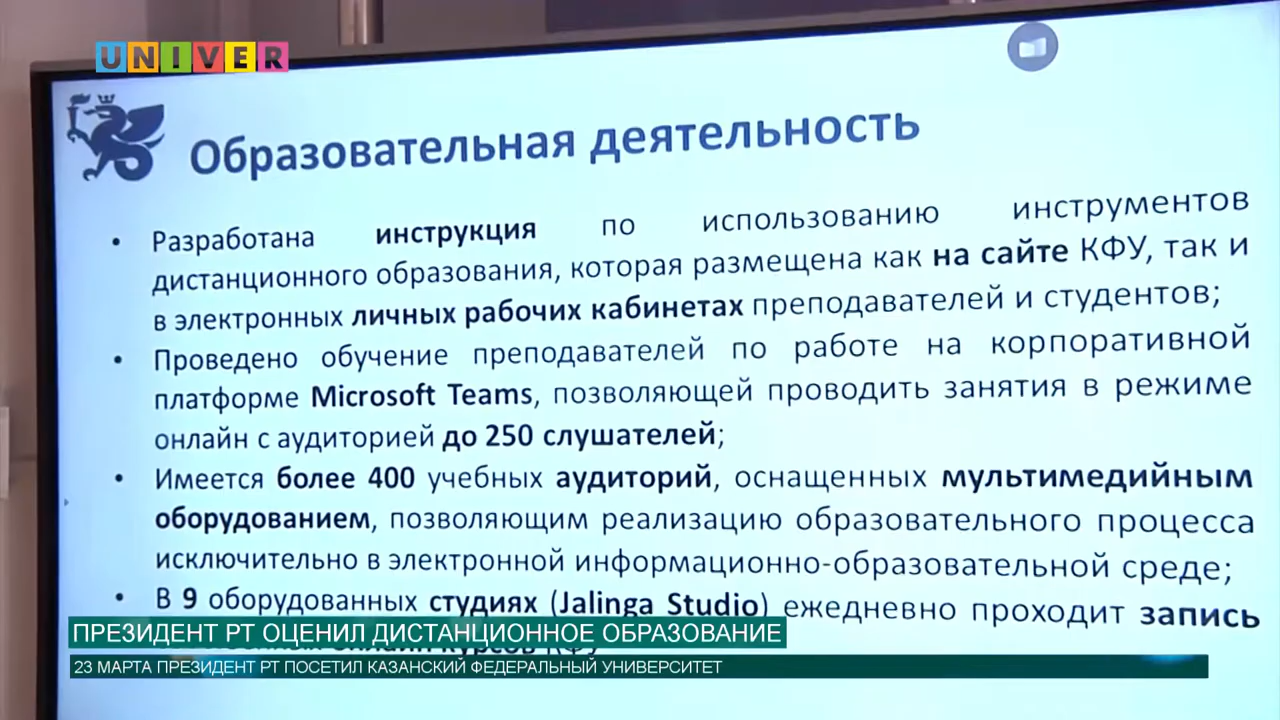 UNIVER
Образовательная деятельность
• Разработана инструкция по использованию инструментов
дистанционного образования, которая размещена как на сайте КФУ, так и
в электронных личных рабочих кабинетах преподавателей и студентов;
• Проведено обучение преподавателей по работе на корпоративной
платформе Microsoft Teams, позволяющей проводить занятия в режиме
онлайн с аудиторией до 250 слушателей;
• Имеется более 400 учебных аудиторий, оснащенных мультимедийным
оборудованием, позволяющим реализацию образовательного процесса
исключительно в электронной информационно-образовательной среде;
• В 9 оборудованных студиях (Jalinga Studio) ежедневно проходит запись
ПРЕЗИДЕНТ РТ ОЦЕНИЛ ДИСТАНЦИОННОЕ ОБРАЗОВАНИЕ
23 МАРТА ПРЕЗИДЕНТ РТ ПОСЕТИЛ КАЗАНСКИЙ ФЕДЕРАЛЬНЫЙ УНИВЕРСИТЕТ